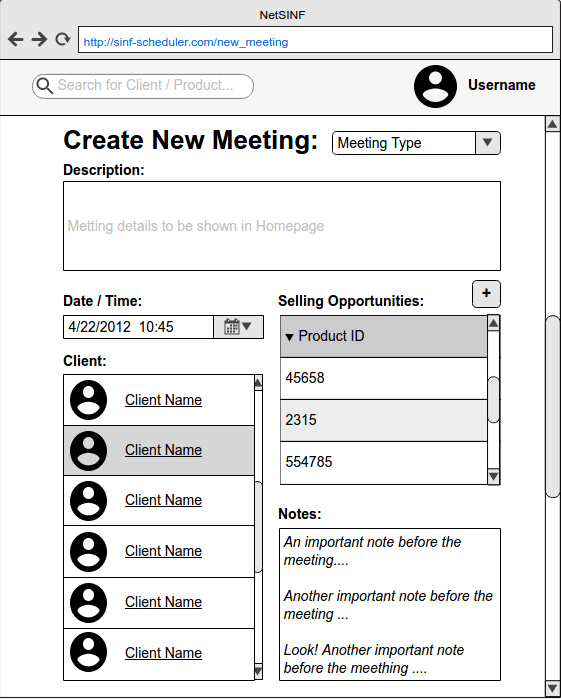 NetSINF
http://sinf-scheduler.com/new_meeting
Search for Client / Product...
Username
Create New Meeting:
Meeting Type
Description:
Metting details to be shown in Homepage
Date / Time:
4/22/2012 10:45
Client:
Client Name
Client Name
Client Name
Client Name
Client Name
Client Name
Selling Opportunities:
+
Product ID
45658
2315
554785
Notes:
An important note before the
meeting....
Another important note before the
meeting ...
Look! Another important note
before the meething ....